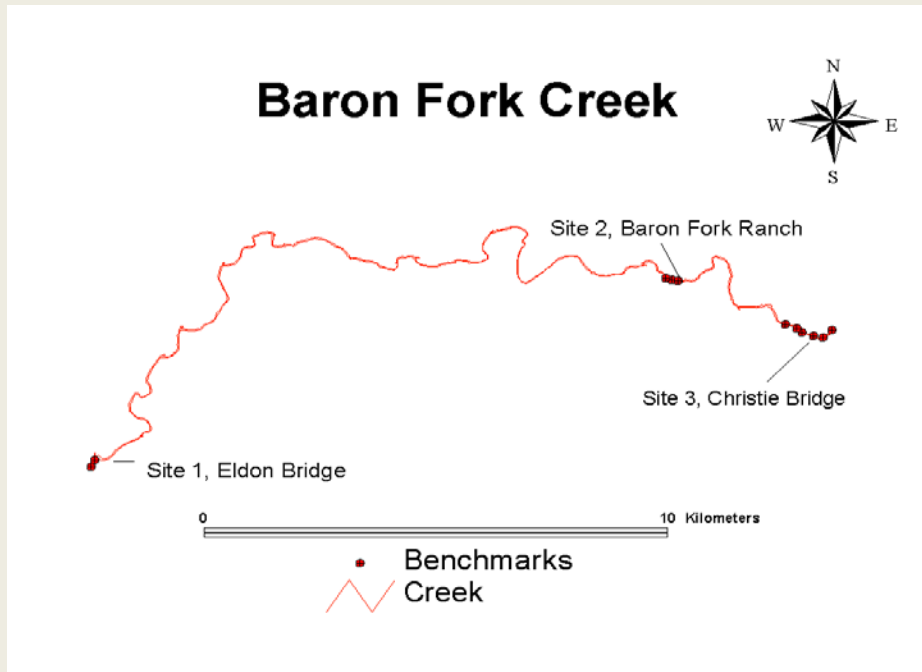 Baron Fork Creek
N
W E
S
Site 2, Baron Fork Ranch
Site 3, Christie Bridge
Site 1, Eldon Bridge
0 10 Kilometers
Benchmarks
Creek